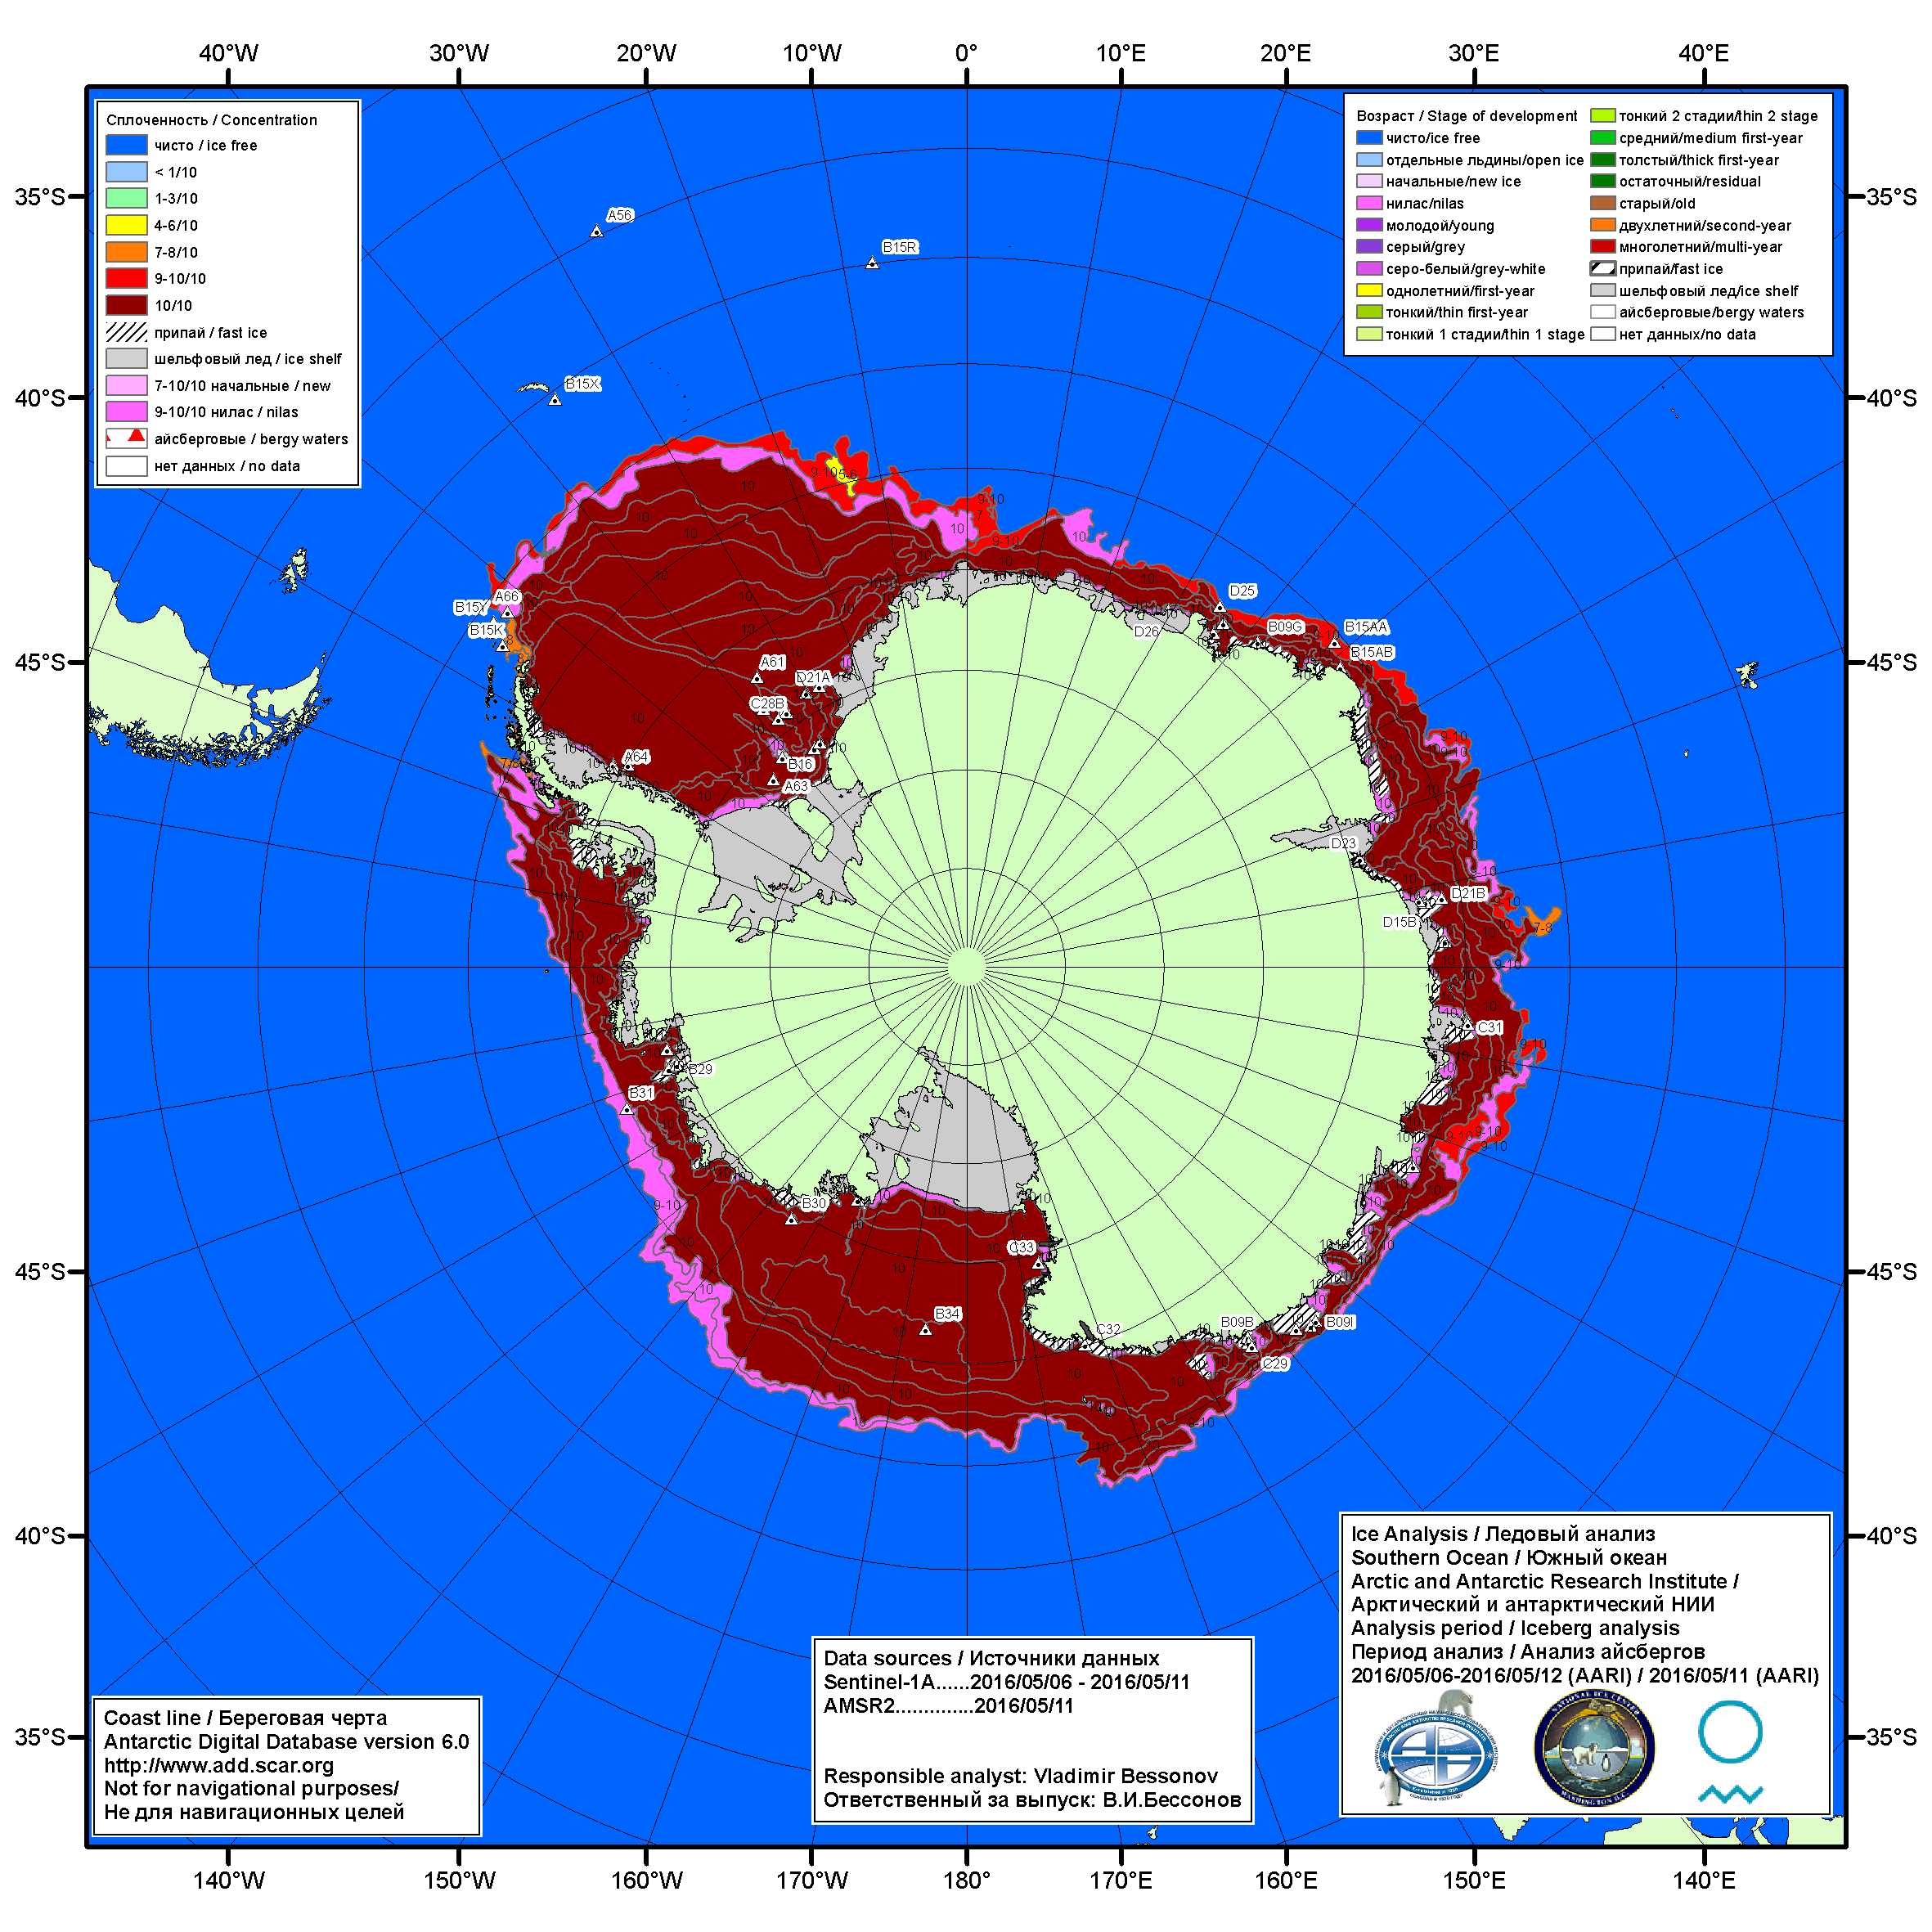 40°W 30°W 20°W 10°W 0° 10°E 20°E 30°E 40°E
Сплоченность / Concentration
чисто / ice free
< 1/10
1-3/10
4-6/10
7-8/10
9-10/10
10/10
припай / fast ice
шельфовый лед / ice shelf
7-10/10 начальные / new
9-10/10 нилас / nilas
айсберговые / bergy waters
нет данных / no data
Возраст / Stage of development
чисто/ice free
отдельные льдины/open ice
начальные/new ice
нилас/nilas
молодой/young
серый/grey
серо-белый/grey-white
однолетний/first-year
тонкий/thin first-year
тонкий 1 стадии/thin 1 stage
тонкий 2 стадии/thin 2 stage
средний/medium first-year
толстый/thick first-year
остаточный/residual
старый/old
двухлетний/second-year
многолетний/multi-year
припай/fast ice
шельфовый лед/ice shelf
айсберговые/bergy waters
нет данных/no data
35°S 35°S
40°S 40°S
45°S 45°S
A56
B15R
B15X
9-10 5-6
9-10
A66
B15Y
B15K
D25
D26
B09G
B15AA
B15AB
A61
D21A
C28B
A64
B16
A63
D23
D21B
D15B
7-8
C31
B29
B31
B30
C33
B34
C32
B09B
B09I
C29
45°S 45°S
40°S 40°S
35°S 35°S
Ice Analysis / Ледовый анализ
Southern Ocean / Южный океан
Arctic and Antarctic Research Institute /
Арктический и антарктический НИИ
Analysis period / Iceberg analysis
Период анализ / Анализ айсбергов
2016/05/06-2016/05/12 (AARI) / 2016/05/11 (AARI)
NATIONAL ICE CENTER
WASHINGTON D.C.
Data sources / Источники данных
Sentinel-1A......2016/05/06 - 2016/05/11
AMSR2..............2016/05/11
Responsible analyst: Vladimir Bessonov
Ответственный за выпуск: В.И.Бессонов
Coast line / Береговая черта
Antarctic Digital Database version 6.0
http://www.add.scar.org
Not for navigational purposes/
Не для навигационных целей
140°W 150°W 160°W 170°W 180° 170°E 160°E 150°E 140°E